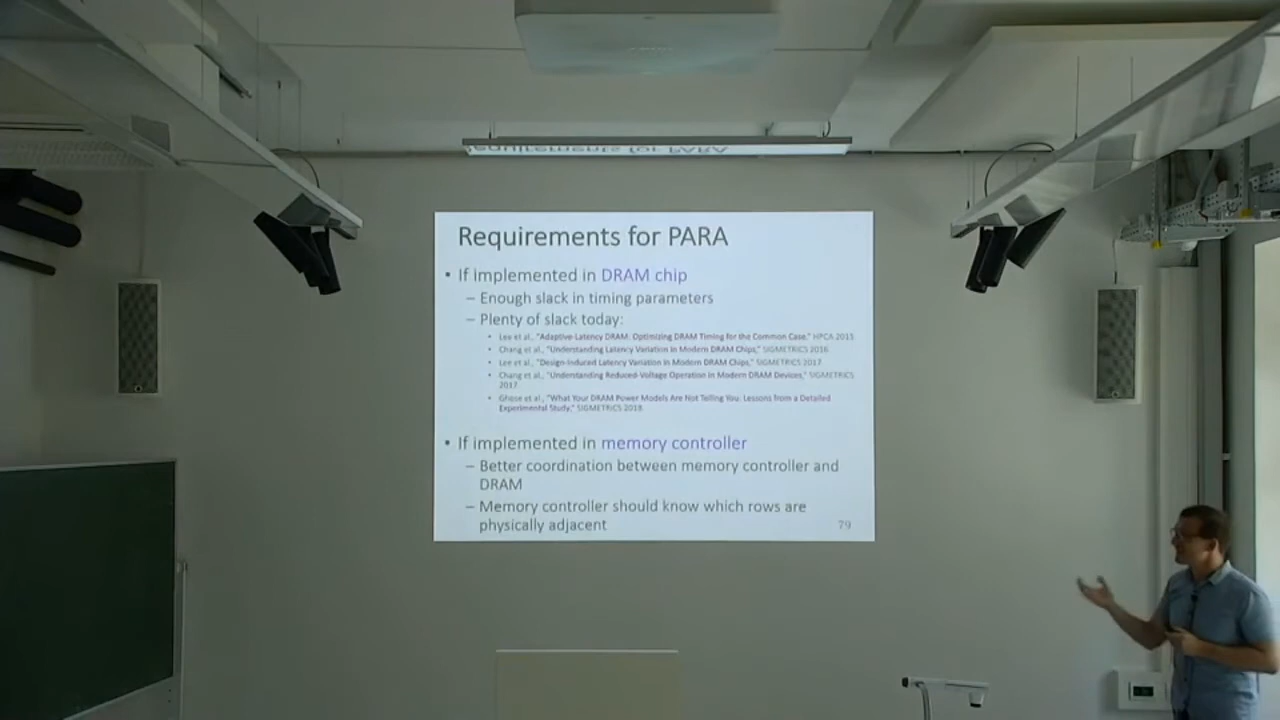 Requirements for PARA
• If implemented in DRAM chip
– Enough slack in timing parameters
– Plenty of slack today:
• Lee et al., "Adaptive-Latency DRAM: Optimizing DRAM Timing for the Common Case," HPCA 2015
• Chang et al., "Understanding Latency Variation in Modern DRAM Chips," SIGMETRICS 2016
• Lee et al., "Design-Induced Latency Variation in Modern DRAM Chips," SIGMETRICS 2017
• Chang et al., "Understanding Reduced-Voltage Operation in Modern DRAM Devices," SIGMETRICS
2017
• Ghose et al., "What Your DRAM Power Models Are Not Telling You: Lessons from a Detailed
Experimental Study," SIGMETRICS 2018
• If implemented in memory controller
– Better coordination between memory controller and
DRAM
– Memory controller should know which rows are
physically adjacent
79